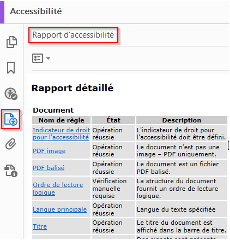 Accessibilité
Rapport d'accessibilité
Rapport détaillé
Document
Nom de règle État Description
Indicateur de droit pour l'accessibilité Opération réussie L'indicateur de droit pour l'accessibilité doit être défini.
PDF image Opération réussie Le document n'est pas une image – PDF uniquement.
PDF balisé Opération réussie Le document est un fichier PDF balisé.
Ordre de lecture logique Vérification manuelle requise La structure du document fournit un ordre de lecture logique.
Langue principale Opération réussie Langue du texte spécifiée
Titre Opération réussie Le titre du document est affiché dans la barre de titre.